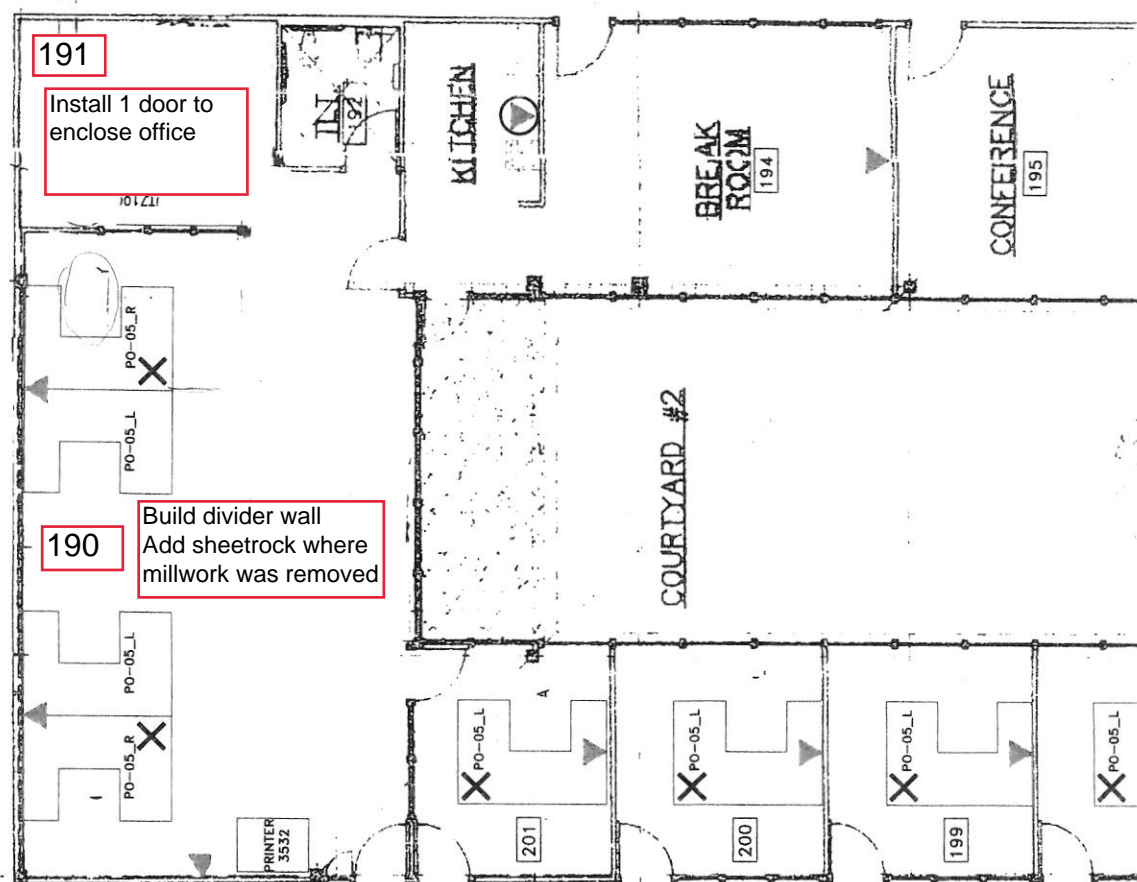 191
Install 1 door to
enclose office
192
KITCHEN
BREAK
ROOM
194
CONFERENCE
195
PO-05_R
PO-05_L
COURTYARD #2
190
Build divider wall
Add sheetrock where
millwork was removed
PO-05_L
PO-05_R
PO-05_L
PO-05_L
PO-05_L
PO-05_L
A
PRINTER
3532
201
200
199